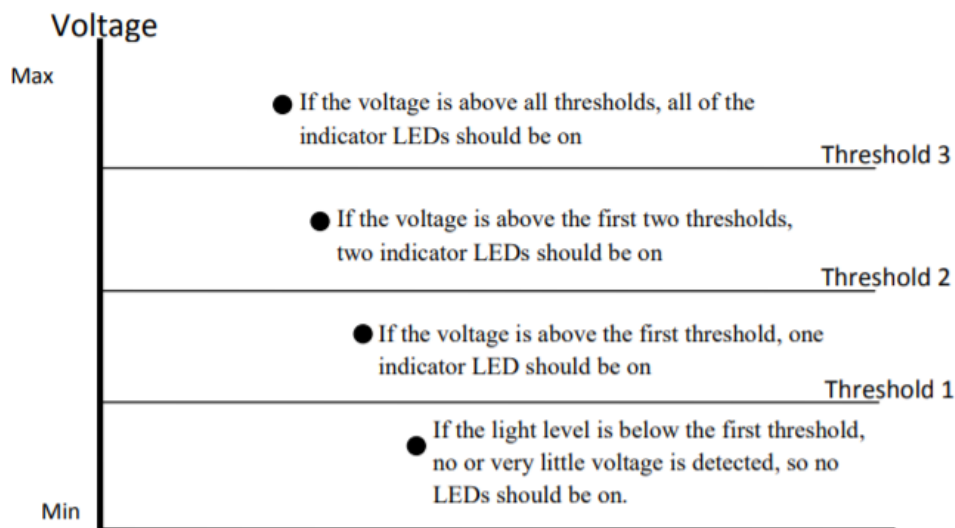 Voltage
Max
If the voltage is above all thresholds, all of the
indicator LEDs should be on
Threshold 3
If the voltage is above the first two thresholds,
two indicator LEDs should be on
Threshold 2
If the voltage is above the first threshold, one
indicator LED should be on
Threshold 1
If the light level is below the first threshold,
no or very little voltage is detected, so no
LEDs should be on.
Min